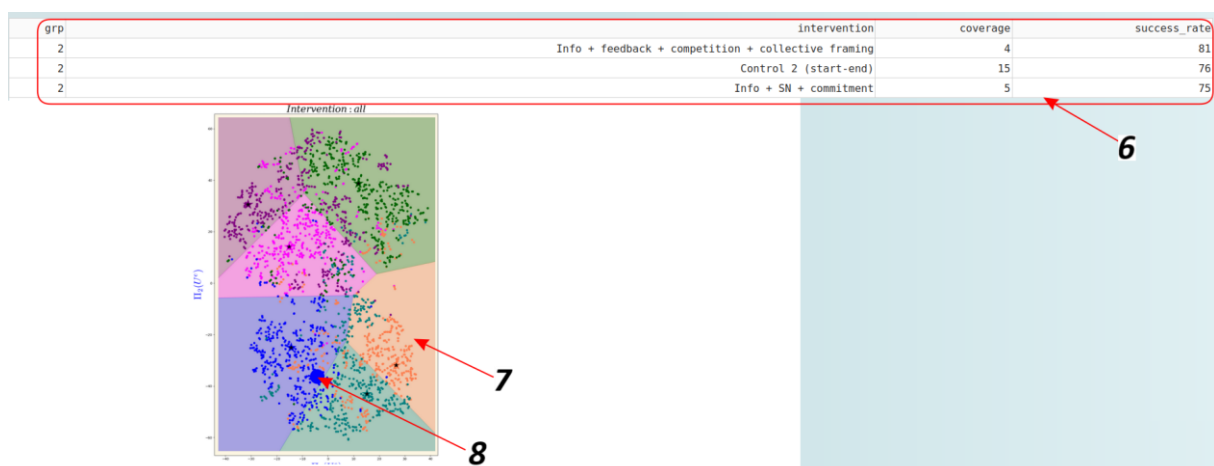 grp intervention coverage success_rate
2 Info + feedback + competition + collective framing 4 81
2 Control 2 (start-end) 15 76
2 Info + SN + commitment 5 75
6
Intervention : all
7
8